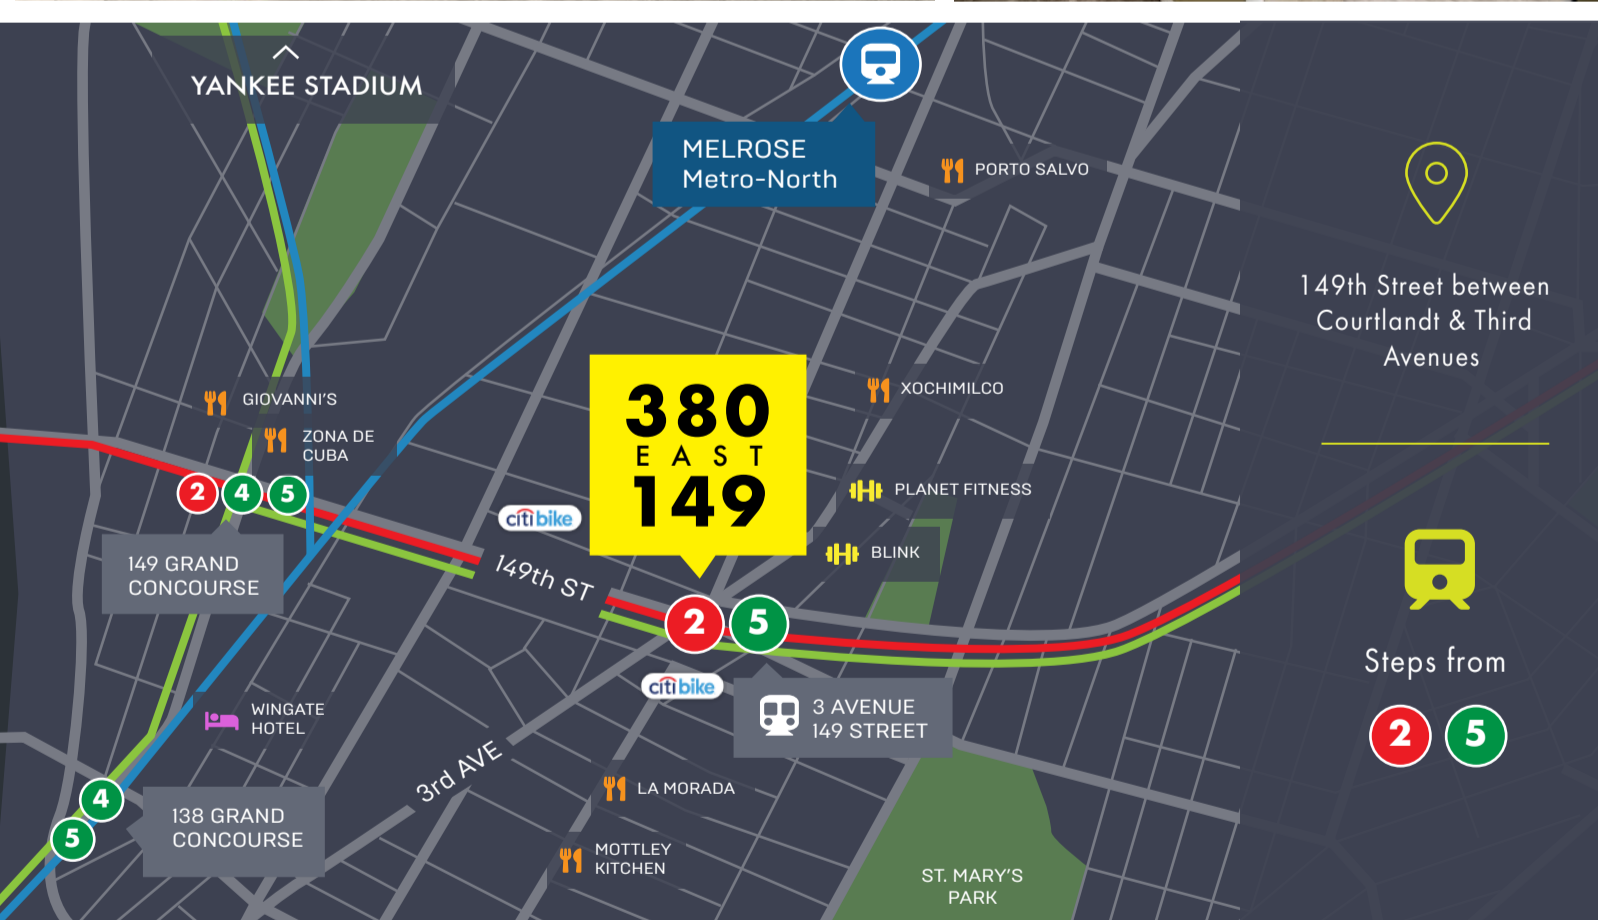 YANKEE STADIUM
MELROSE
Metro-North
PORTO SALVO
GIOVANNI'S
ZONA DE
CUBA
2 4 5
149 GRAND
CONCOURSE
citibike
149th ST
380
EAST
149
XOCHIMILCO
PLANET FITNESS
BLINK
2 5
citibike
3 AVENUE
149 STREET
WINGATE
HOTEL
3rd AVE
4
5
138 GRAND
CONCOURSE
LA MORADA
MOTTLEY
KITCHEN
ST. MARY'S
PARK
149th Street between
Courtlandt & Third
Avenues
Steps from
2 5